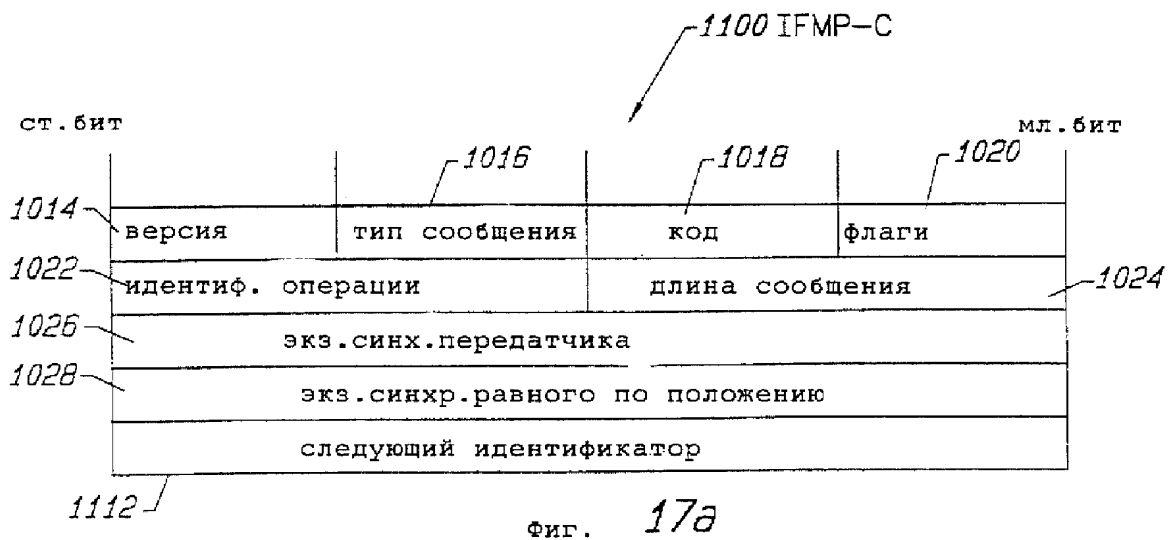 1100 IFMP-C
ст.бит мл.бит
1016 1018 1020
1014 версия тип сообщения код флаги
1022 идентиф. операции длина сообщения 1024
1026 экз.синх.передатчика
1028 экз.синхр.равного по положению
следующий идентификатор
1112
Фиг. 17д